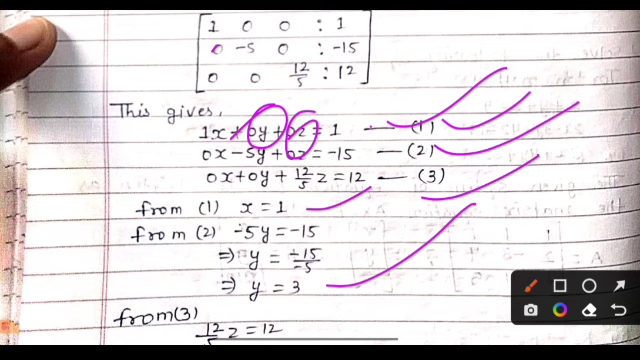 [ 1 0 0 : 1 ]
[ 0 -5 0 : -15 ]
[ 0 0 12/5 : 12 ]
This gives,
1x + 0y + 0z = 1 — (1)
0x - 5y + 0z = -15 — (2)
0x + 0y + 12/5 z = 12 — (3)
from (1) x = 1
from (2) -5y = -15
⇒ y = -15/-5
⇒ y = 3
from (3)
12/5 z = 12